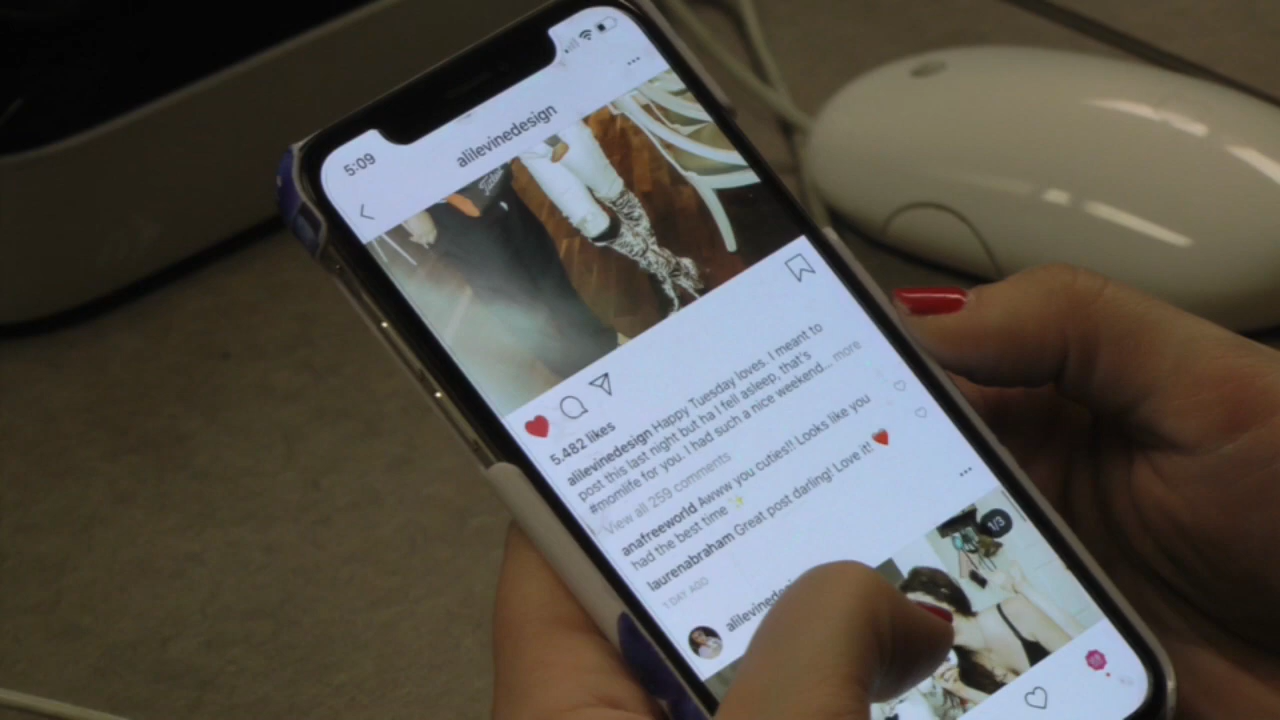 5:09
alilevinedesign
5.482 likes
alilevinedesign Happy Tuesday loves. I meant to
post this last night but ha I fell asleep, that's
#momlife for you. I had such a nice weekend... more
View all 259 comments
anafreeworld Awww you cuties!! Looks like you
had the best time ✨
laurenabraham Great post darling! Love it! ❤️
1 DAY AGO
1/3